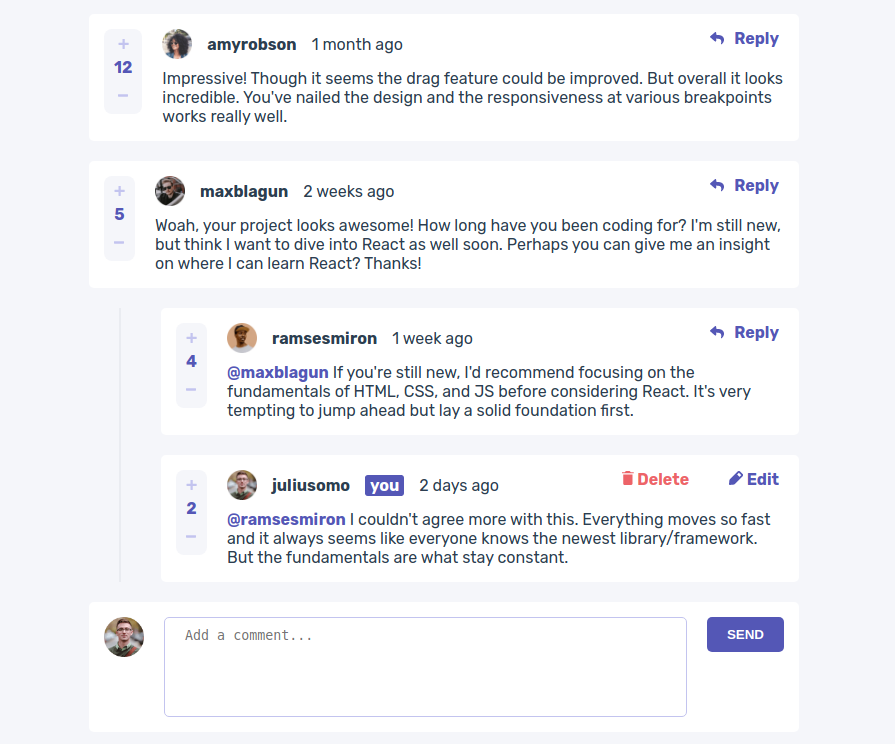 +
12
−
amyrobson 1 month ago Reply
Impressive! Though it seems the drag feature could be improved. But overall it looks
incredible. You've nailed the design and the responsiveness at various breakpoints
works really well.
+
5
−
maxblagun 2 weeks ago Reply
Woah, your project looks awesome! How long have you been coding for? I'm still new,
but think I want to dive into React as well soon. Perhaps you can give me an insight
on where I can learn React? Thanks!
+
4
−
ramsesmiron 1 week ago Reply
@maxblagun If you're still new, I'd recommend focusing on the
fundamentals of HTML, CSS, and JS before considering React. It's very
tempting to jump ahead but lay a solid foundation first.
+
2
−
juliusomo you 2 days ago Delete Edit
@ramsesmiron I couldn't agree more with this. Everything moves so fast
and it always seems like everyone knows the newest library/framework.
But the fundamentals are what stay constant.
Add a comment... SEND